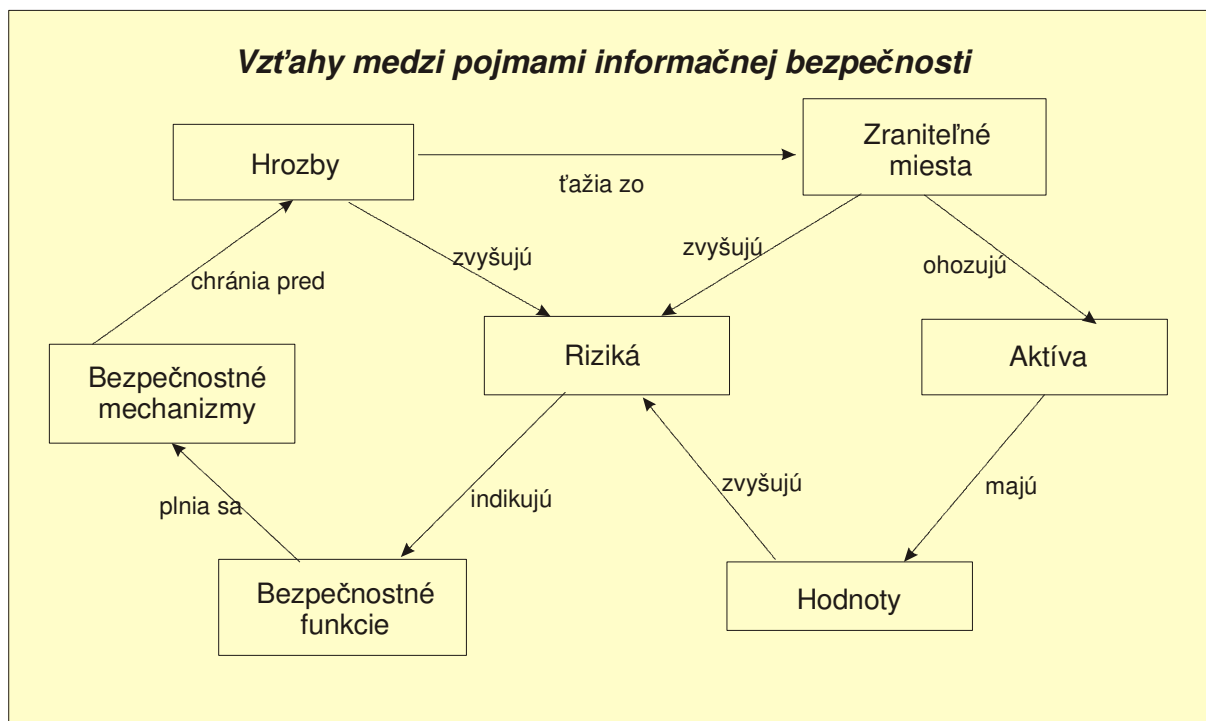 Vzťahy medzi pojmami informačnej bezpečnosti
Hrozby
ťažia zo
Zraniteľné
miesta
chránia pred
zvyšujú
zvyšujú
ohozujú
Bezpečnostné
mechanizmy
Riziká
Aktíva
plnia sa
indikujú
zvyšujú
majú
Bezpečnostné
funkcie
Hodnoty